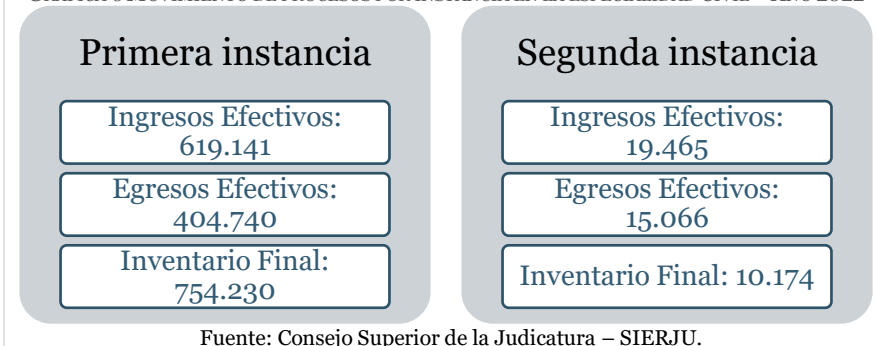 Primera instancia
Ingresos Efectivos:
619.141
Egresos Efectivos:
404.740
Inventario Final:
754.230
Segunda instancia
Ingresos Efectivos:
19.465
Egresos Efectivos:
15.066
Inventario Final: 10.174
Fuente: Consejo Superior de la Judicatura – SIERJU.